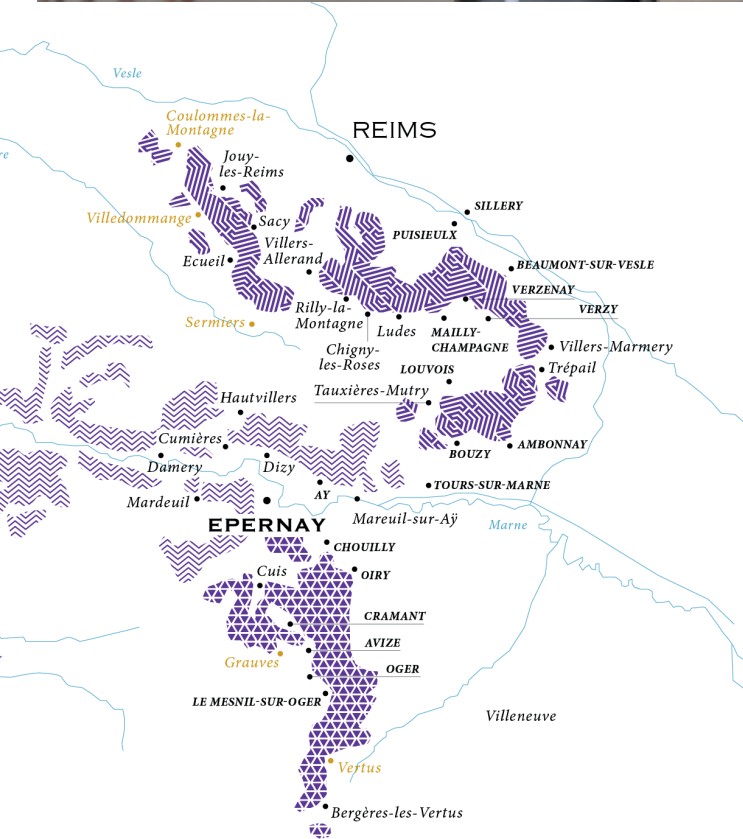 Vesle
Coulommes-la-
Montagne
REIMS
re
Jouy-
les-Reims
SILLERY
Villedommange
Sacy
PUISIEULX
Villers-
Allerand
Ecueil
BEAUMONT-SUR-VESLE
VERZENAY
Rilly-la-
Montagne
VERZY
Sermiers
Ludes
MAILLY-
CHAMPAGNE
Chigny-
les-Roses
Villers-Marmery
LOUVOIS
Trépail
Tauxières-Mutry
Hautvillers
Cumières
AMBONNAY
BOUZY
Damery
Dizy
TOURS-SUR-MARNE
AY
Mardeuil
EPERNAY
Mareuil-sur-Aÿ
Marne
CHOUILLY
Cuis
OIRY
CRAMANT
AVIZE
Grauves
OGER
LE MESNIL-SUR-OGER
Villeneuve
Vertus
Bergères-les-Vertus